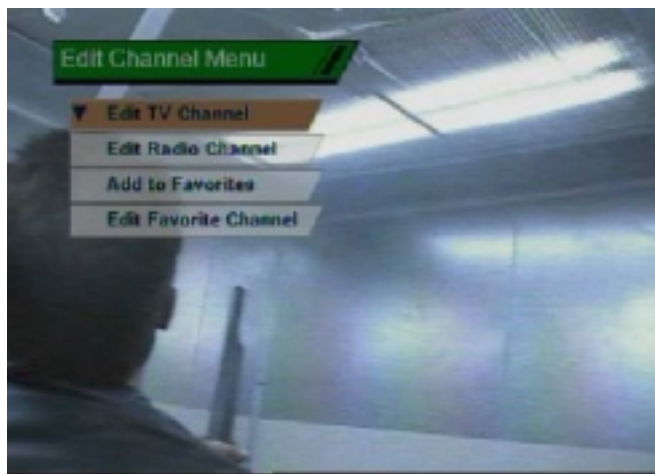 Edit Channel Menu
Edit TV Channel
Edit Radio Channel
Add to Favorites
Edit Favorite Channel